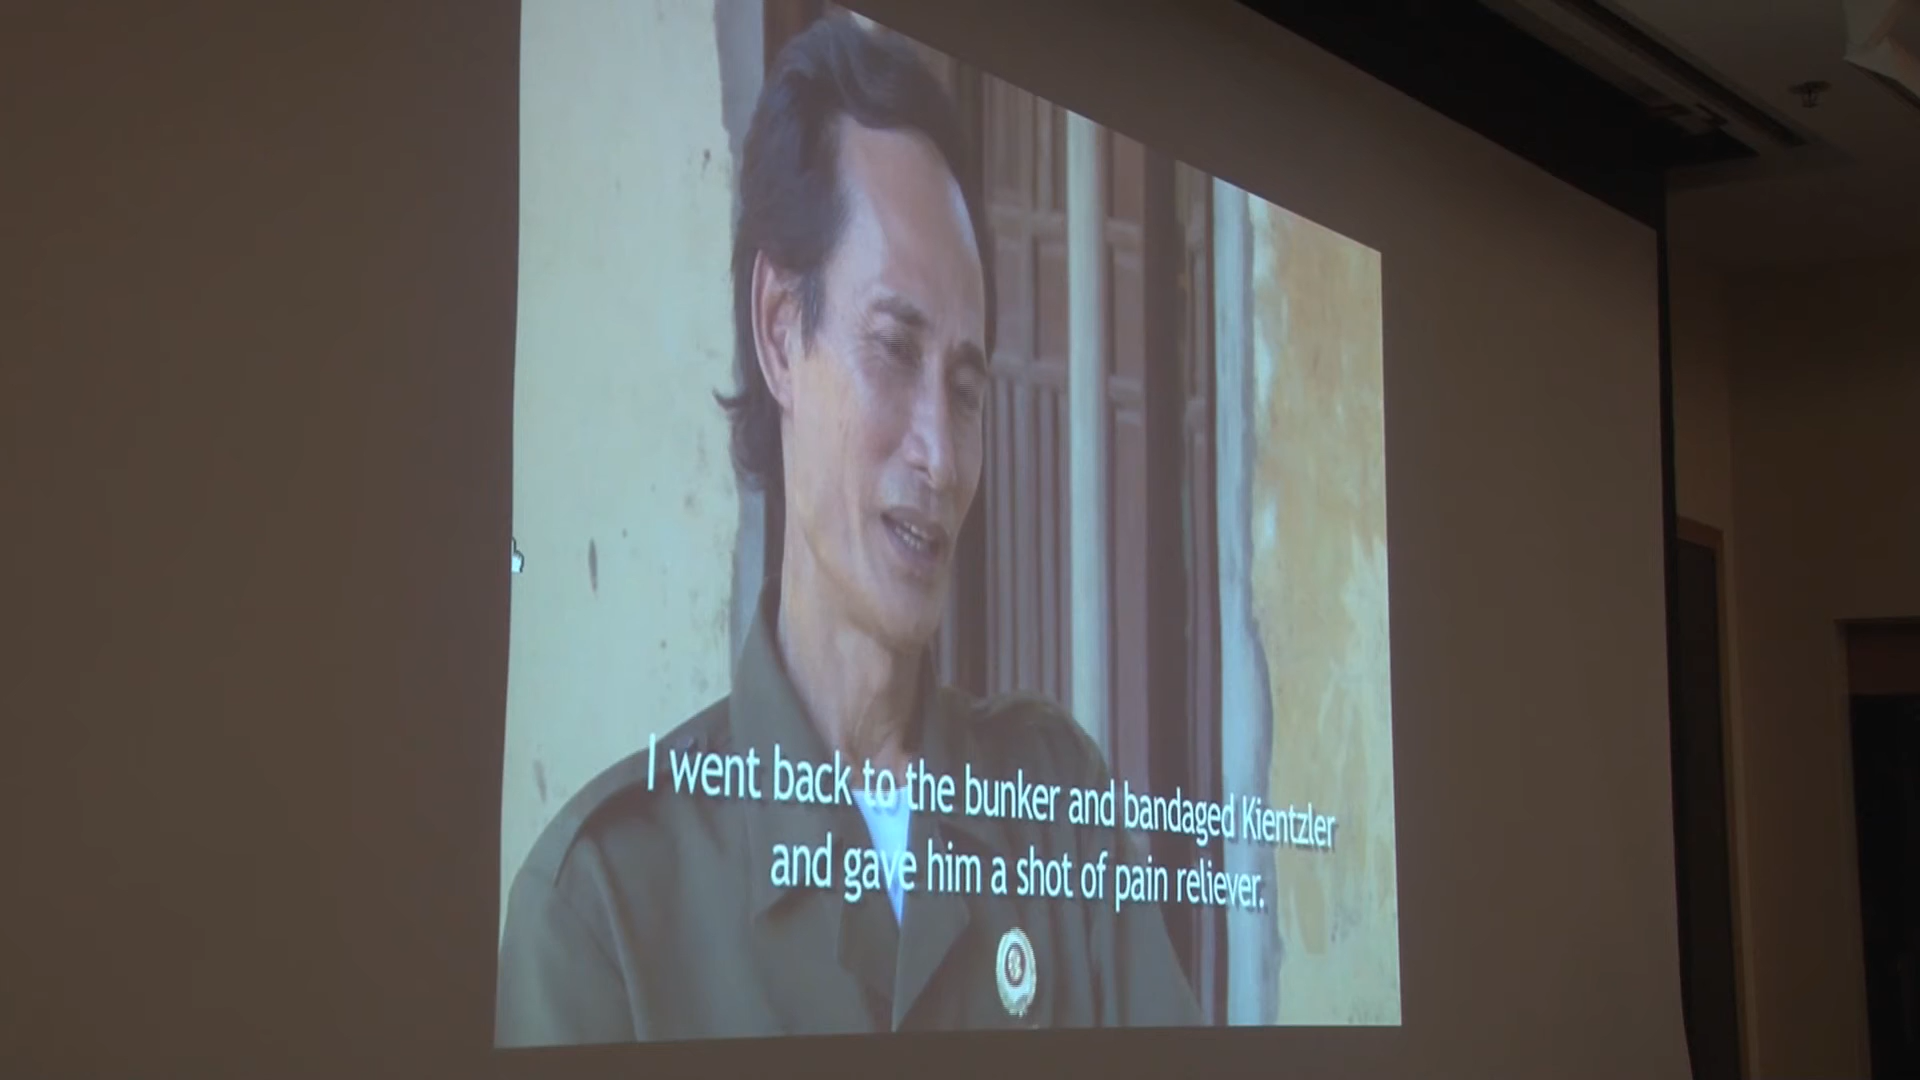 I went back to the bunker and bandaged Kientzler
and gave him a shot of pain reliever.